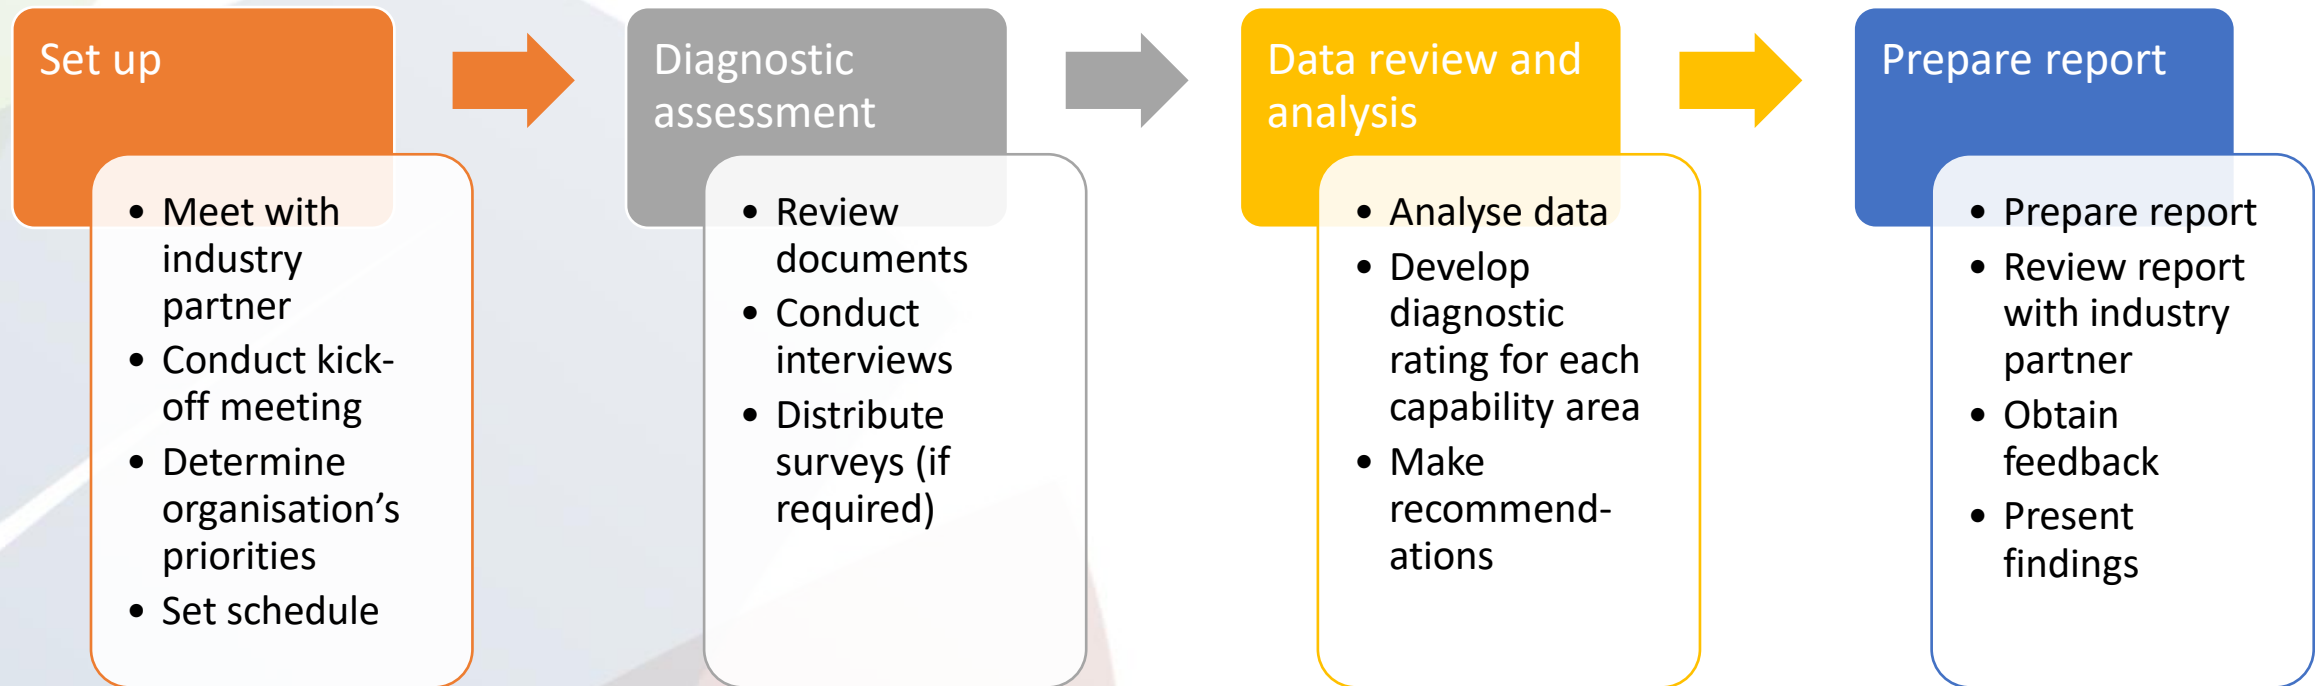 Set up
• Meet with
industry
partner
• Conduct kick-
off meeting
• Determine
organisation’s
priorities
• Set schedule
Diagnostic
assessment
• Review
documents
• Conduct
interviews
• Distribute
surveys (if
required)
Data review and
analysis
• Analyse data
• Develop
diagnostic
rating for each
capability area
• Make
recommend-
ations
Prepare report
• Prepare report
• Review report
with industry
partner
• Obtain
feedback
• Present
findings